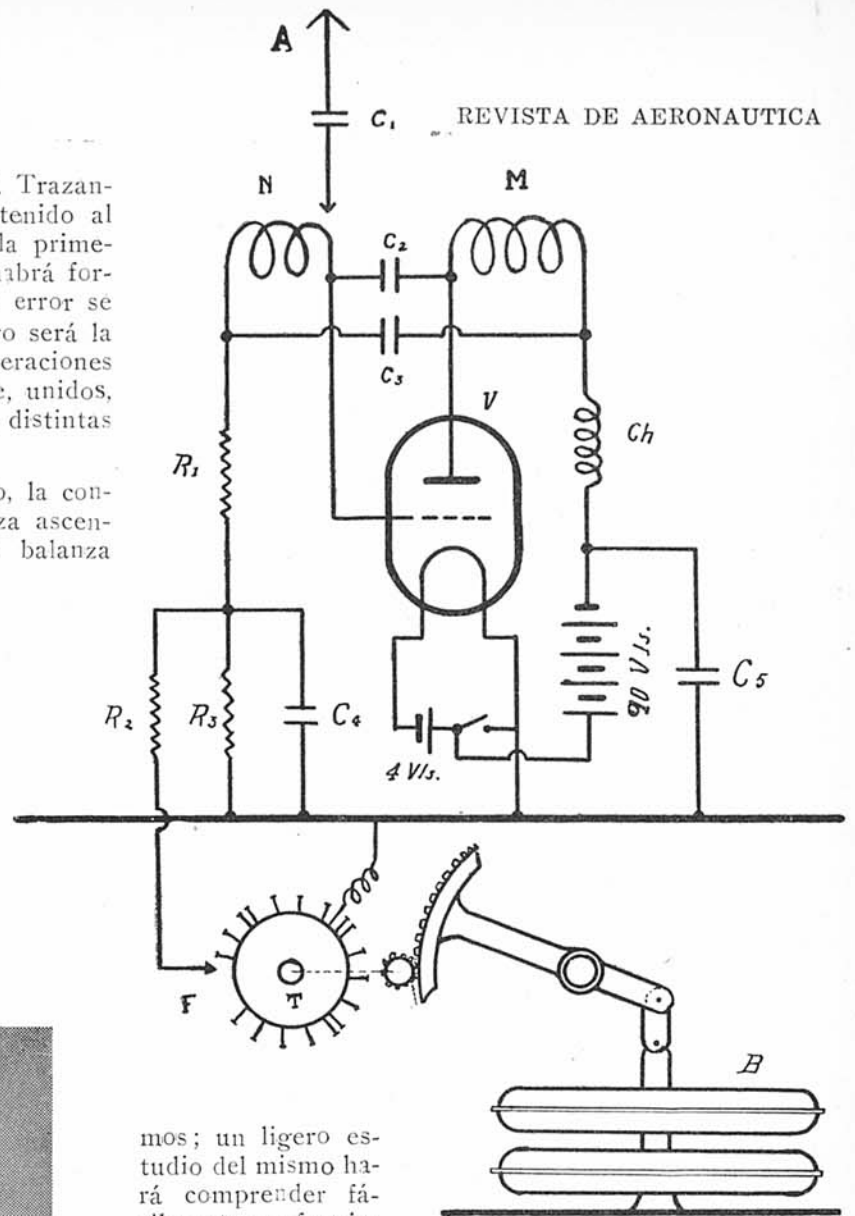 A
C₁
REVISTA DE AERONAUTICA
Trazan-
tenido al
la prime-
error se
o será la
eraciones
e, unidos,
distintas
o, la con-
za ascen-
balanza
N
M
C₂
C₃
V
Ch
R₁
R₂
R₃
C₄
4 Vls.
90 Vls.
C₅
F
T
B
mos; un ligero es-
tudio del mismo ha-
rá comprender fá-